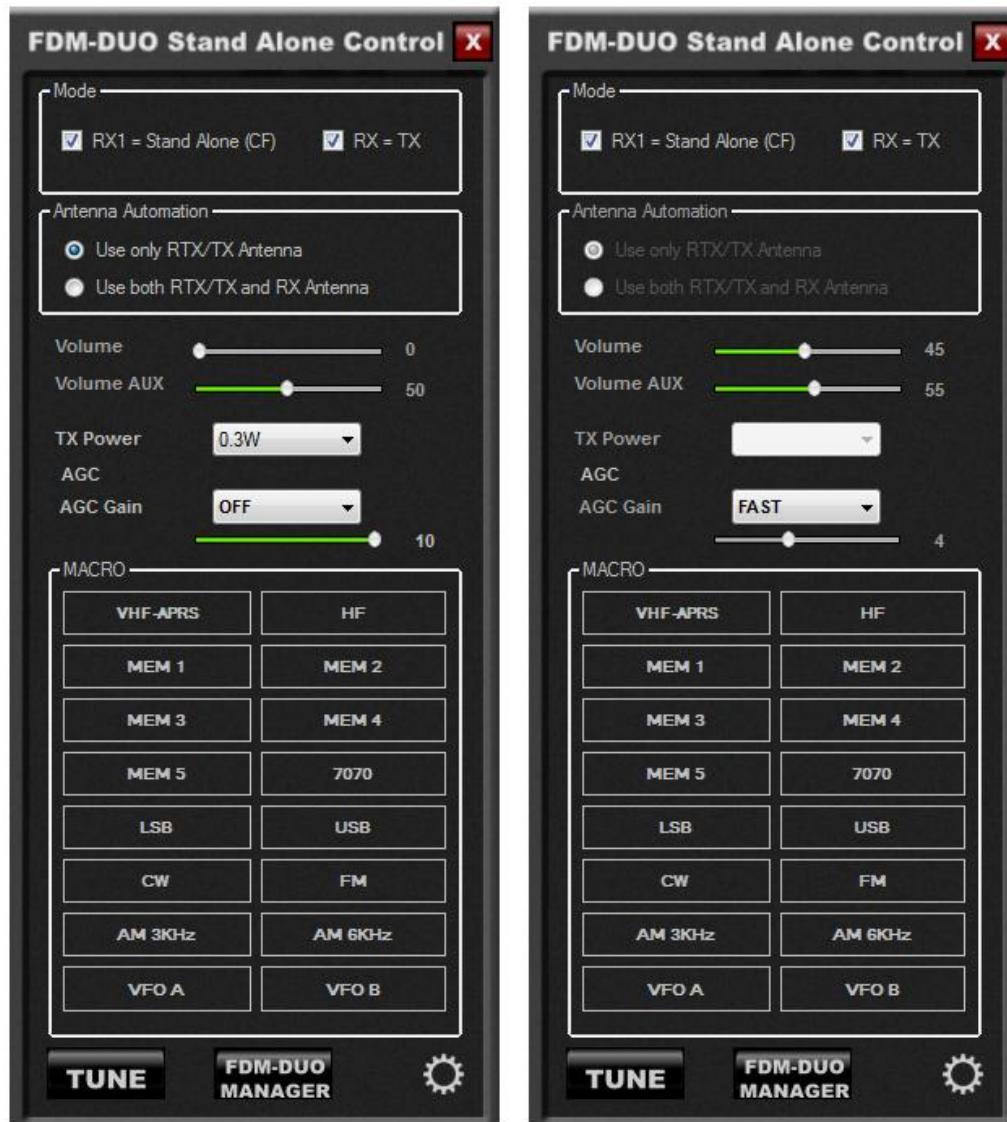 FDM-DUO Stand Alone Control X
Mode
RX1 = Stand Alone (CF) RX = TX
Antenna Automation
Use only RTX/TX Antenna
Use both RTX/TX and RX Antenna
Volume 0
Volume AUX 50
TX Power 0.3W
AGC
AGC Gain OFF
10
MACRO
VHF-APRS HF
MEM 1 MEM 2
MEM 3 MEM 4
MEM 5 7070
LSB USB
CW FM
AM 3KHz AM 6KHz
VFO A VFO B
TUNE
FDM-DUO
MANAGER
FDM-DUO Stand Alone Control X
Mode
RX1 = Stand Alone (CF) RX = TX
Antenna Automation
Use only RTX/TX Antenna
Use both RTX/TX and RX Antenna
Volume 45
Volume AUX 55
TX Power
AGC
AGC Gain FAST
4
MACRO
VHF-APRS HF
MEM 1 MEM 2
MEM 3 MEM 4
MEM 5 7070
LSB USB
CW FM
AM 3KHz AM 6KHz
VFO A VFO B
TUNE
FDM-DUO
MANAGER